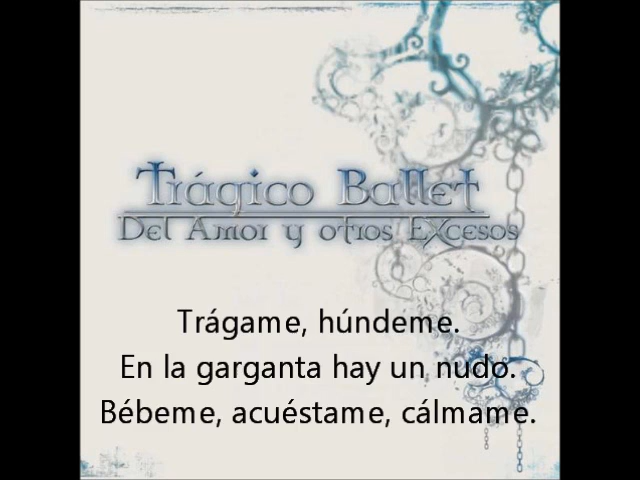 Trágico Ballet
Del Amor y otros Excesos
Trágame, húndeme.
En la garganta hay un nudo.
Bébeme, acuéstame, cálmame.